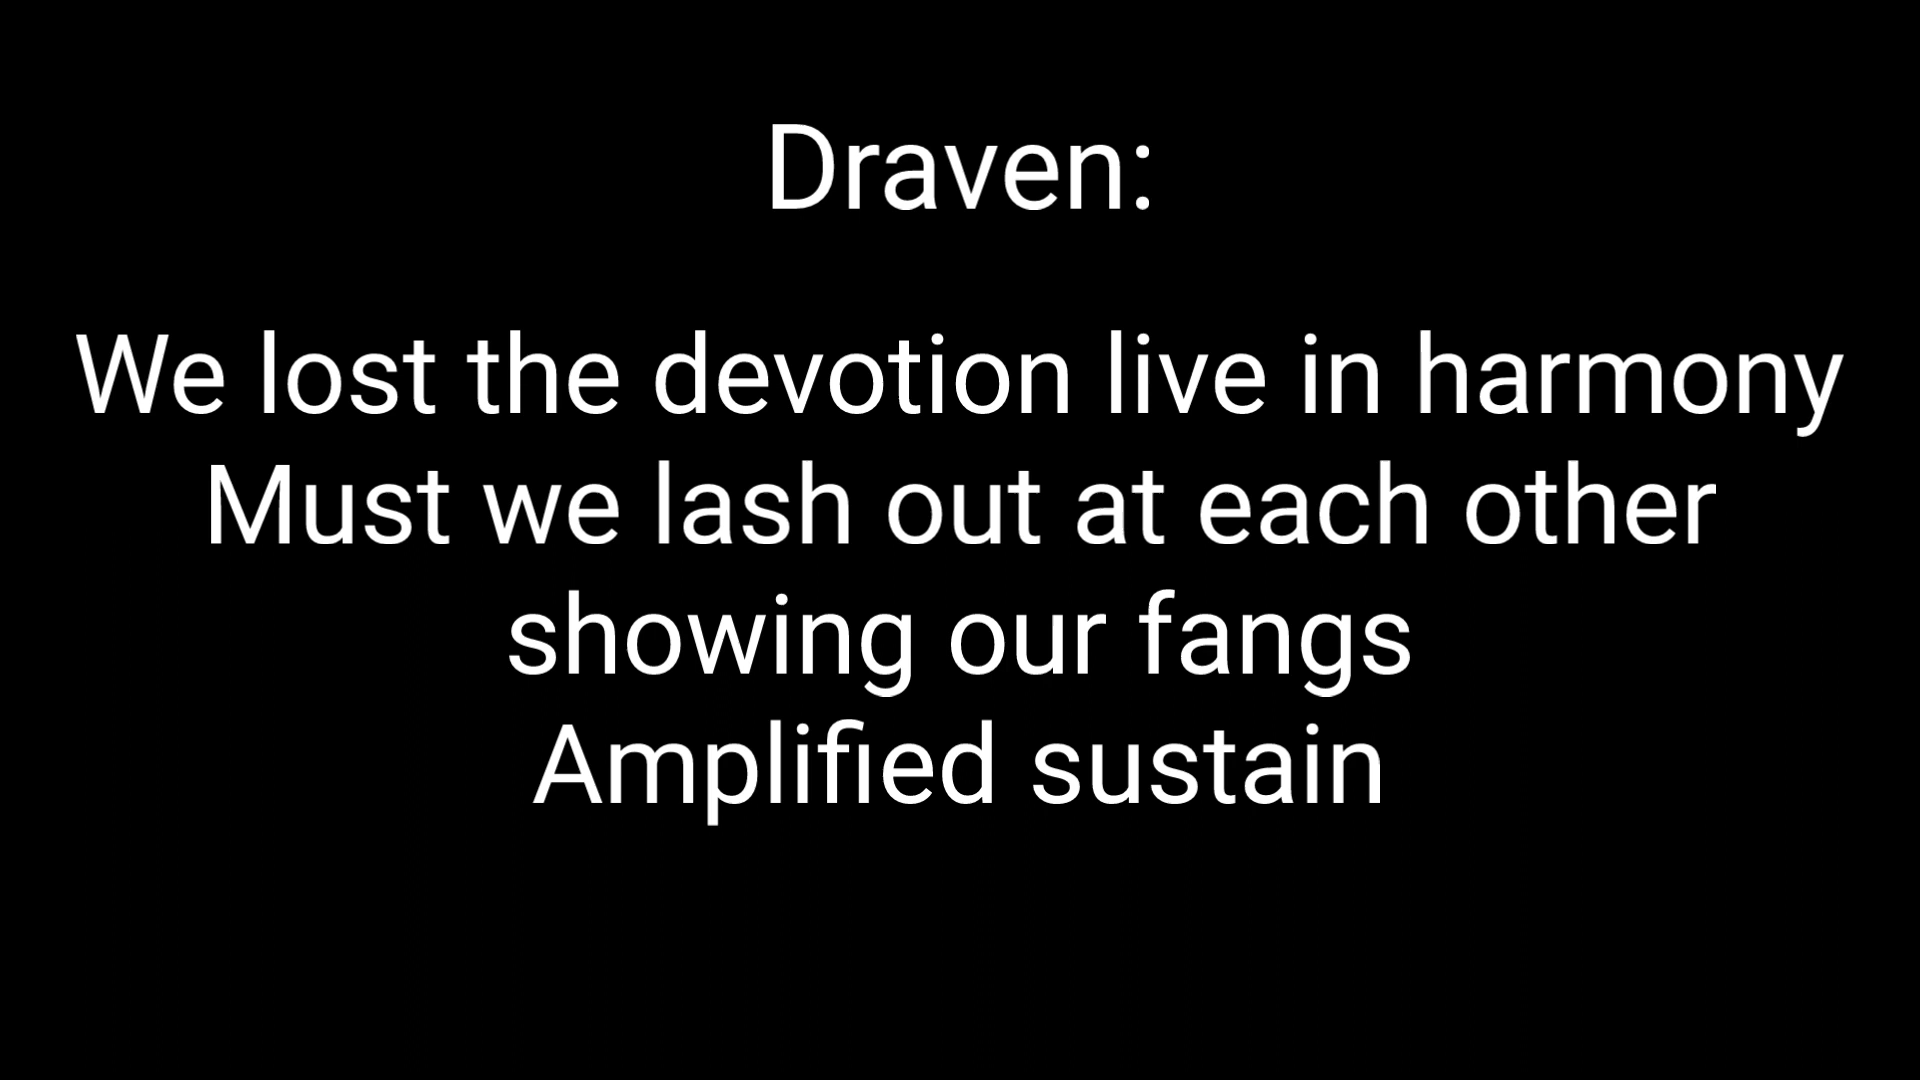 Draven:
We lost the devotion live in harmony
Must we lash out at each other
showing our fangs
Amplified sustain